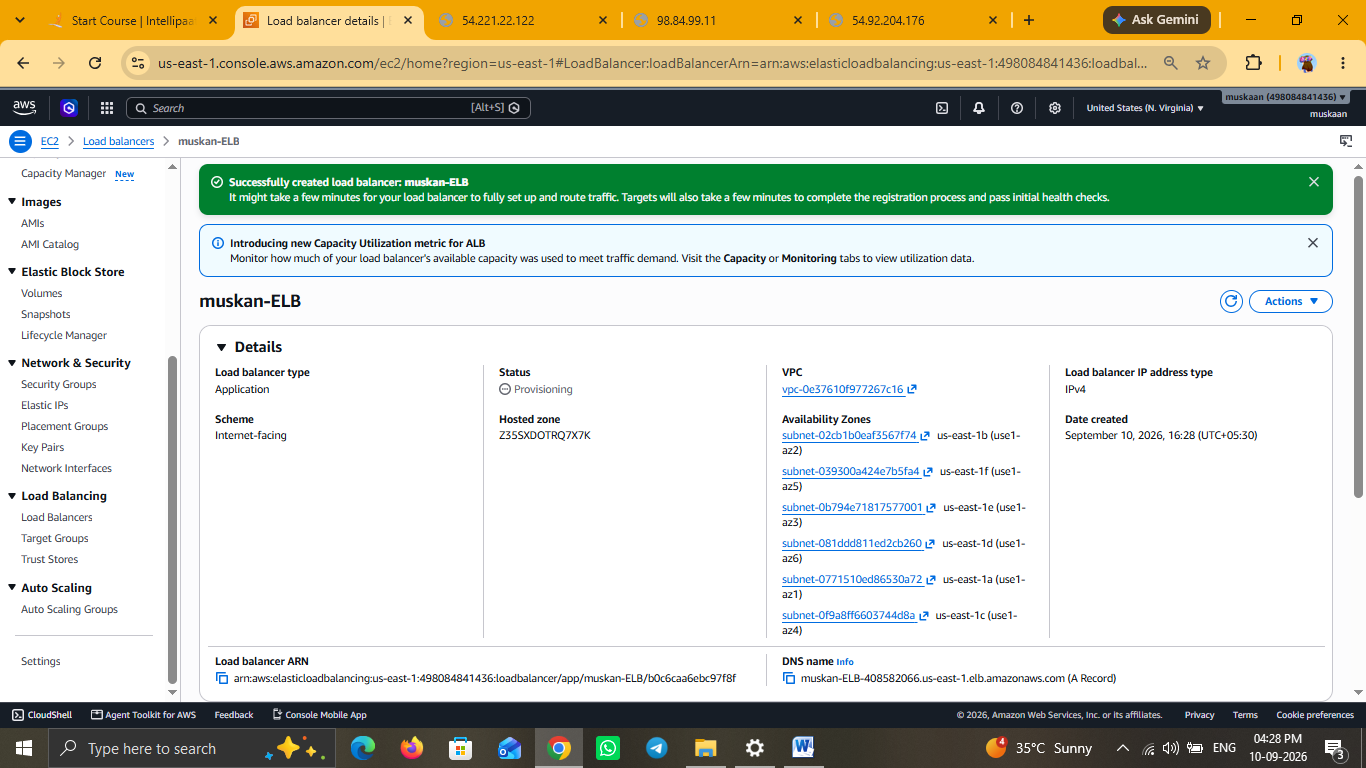 Start Course | Intellipaa
Load balancer details | E
54.221.22.122
98.84.99.11
54.92.204.176
Ask Gemini
us-east-1.console.aws.amazon.com/ec2/home?region=us-east-1#LoadBalancer:loadBalancerArn=arn:aws:elasticloadbalancing:us-east-1:498084841436:loadbal...
aws
Search
[Alt+S]
United States (N. Virginia) ▼
muskaan (498084841436) ▼
muskaan
EC2 > Load balancers > muskan-ELB
Capacity Manager New
Images
AMIs
AMI Catalog
Elastic Block Store
Volumes
Snapshots
Lifecycle Manager
Network & Security
Security Groups
Elastic IPs
Placement Groups
Key Pairs
Network Interfaces
Load Balancing
Load Balancers
Target Groups
Trust Stores
Auto Scaling
Auto Scaling Groups
Settings
Successfully created load balancer: muskan-ELB
It might take a few minutes for your load balancer to fully set up and route traffic. Targets will also take a few minutes to complete the registration process and pass initial health checks.
Introducing new Capacity Utilization metric for ALB
Monitor how much of your load balancer's available capacity was used to meet traffic demand. Visit the Capacity or Monitoring tabs to view utilization data.
muskan-ELB
Actions ▼
Details
Load balancer type
Application
Scheme
Internet-facing
Status
Provisioning
Hosted zone
Z35SXDOTRQ7X7K
VPC
vpc-0e37610f977267c16
Availability Zones
subnet-02cb1b0eaf3567f74 us-east-1b (use1-
az2)
subnet-039300a424e7b5fa4 us-east-1f (use1-
az5)
subnet-0b794e71817577001 us-east-1e (use1-
az3)
subnet-081ddd811ed2cb260 us-east-1d (use1-
az6)
subnet-0771510ed86530a72 us-east-1a (use1-
az1)
subnet-0f9a8ff6603744d8a us-east-1c (use1-
az4)
Load balancer IP address type
IPv4
Date created
September 10, 2026, 16:28 (UTC+05:30)
Load balancer ARN
arn:aws:elasticloadbalancing:us-east-1:498084841436:loadbalancer/app/muskan-ELB/b0c6caa6ebc97f8f
DNS name Info
muskan-ELB-408582066.us-east-1.elb.amazonaws.com (A Record)
CloudShell
Agent Toolkit for AWS
Feedback
Console Mobile App
© 2026, Amazon Web Services, Inc. or its affiliates.
Privacy
Terms
Cookie preferences
Type here to search
4
35°C Sunny
ENG
04:28 PM
10-09-2026
3